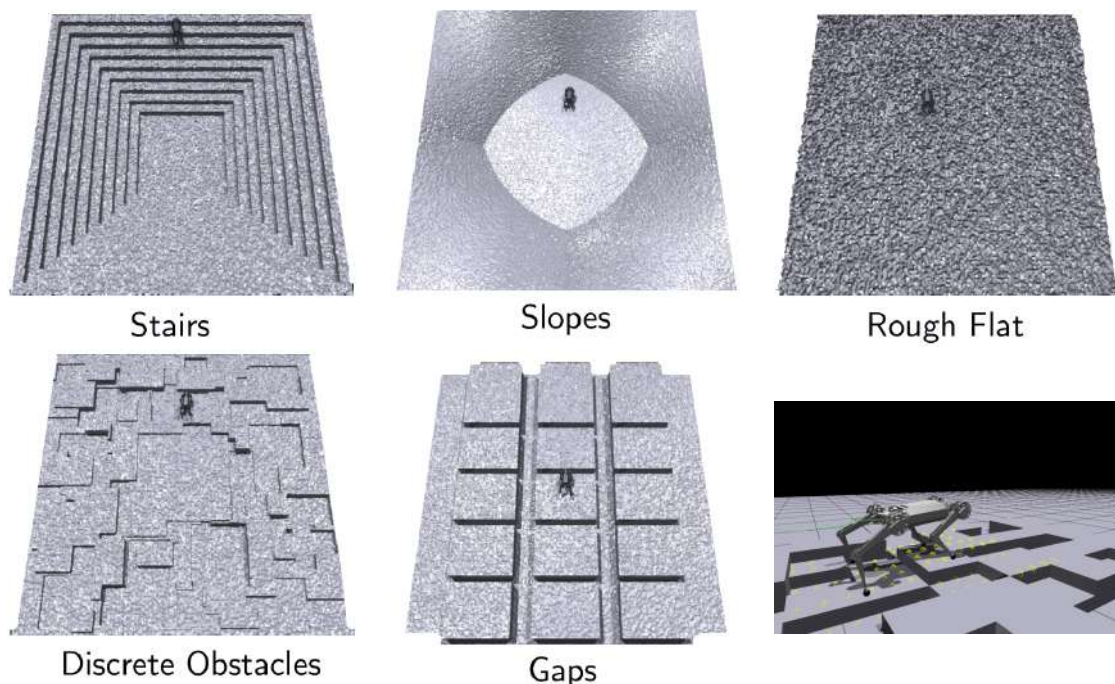 Stairs
Slopes
Rough Flat
Discrete Obstacles
Gaps